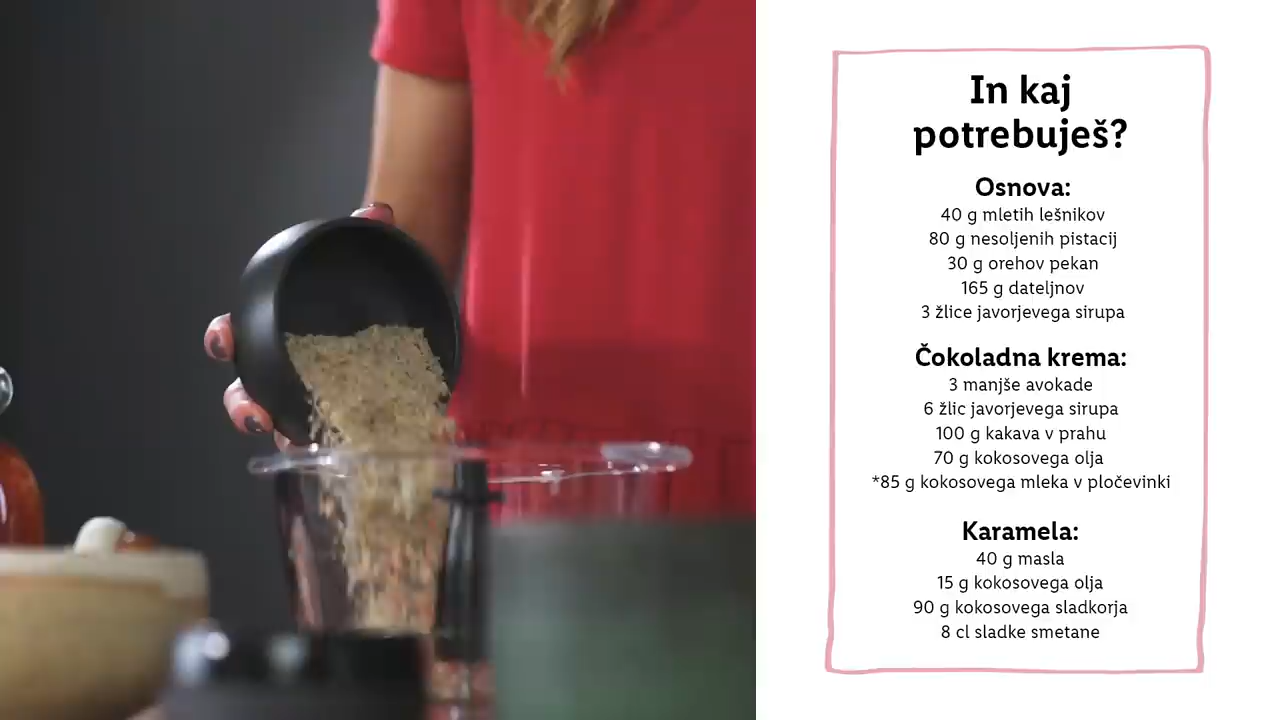 In kaj
potrebuješ?
Osnova:
40 g mletih lešnikov
80 g nesoljenih pistacij
30 g orehov pekan
165 g dateljnov
3 žlice javorjevega sirupa
Čokoladna krema:
3 manjše avokade
6 žlic javorjevega sirupa
100 g kakava v prahu
70 g kokosovega olja
*85 g kokosovega mleka v pločevinki
Karamela:
40 g masla
15 g kokosovega olja
90 g kokosovega sladkorja
8 cl sladke smetane